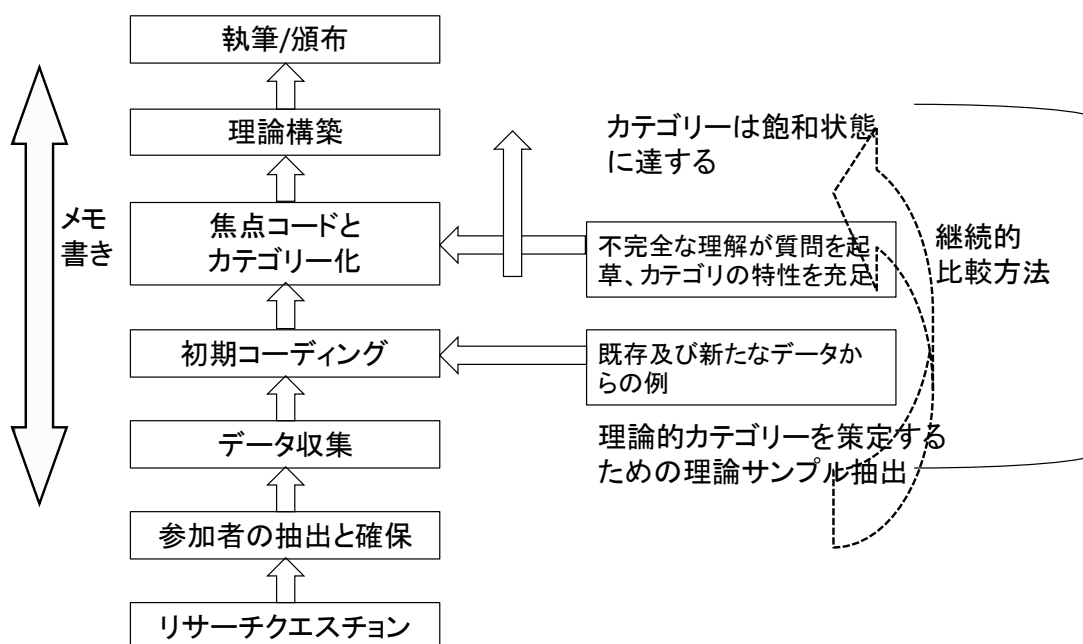 執筆/頒布
理論構築
焦点コードと
カテゴリー化
初期コーディング
データ収集
参加者の抽出と確保
リサーチクエスチョン
メモ
書き
カテゴリーは飽和状態
に達する
不完全な理解が質問を起
草、カテゴリの特性を充足
既存及び新たなデータか
らの例
理論的カテゴリーを策定する
ための理論サンプル抽出
継続的
比較方法